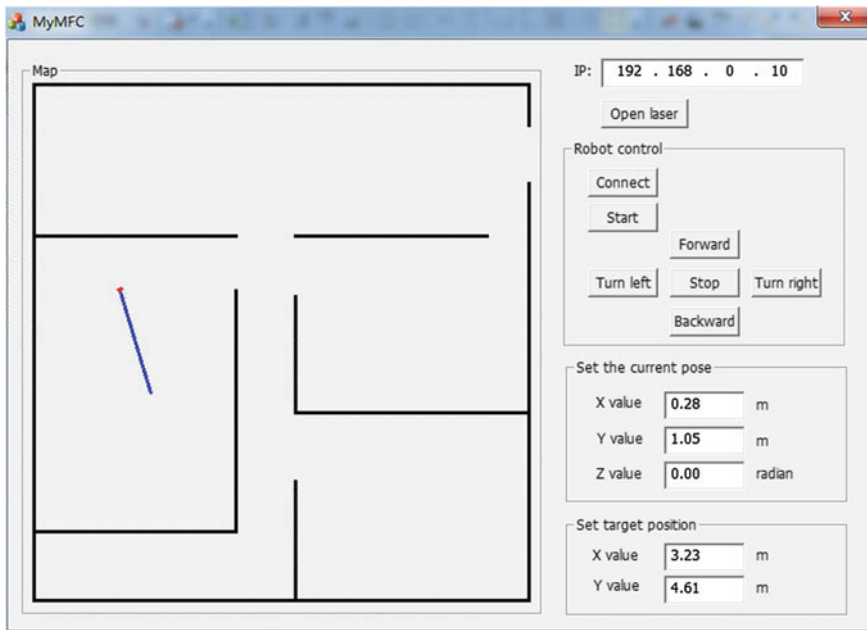 MyMFC
Map
IP: 192 . 168 . 0 . 10
Open laser
Robot control
Connect
Start
Forward
Turn left Stop Turn right
Backward
Set the current pose
X value 0.28 m
Y value 1.05 m
Z value 0.00 radian
Set target position
X value 3.23 m
Y value 4.61 m